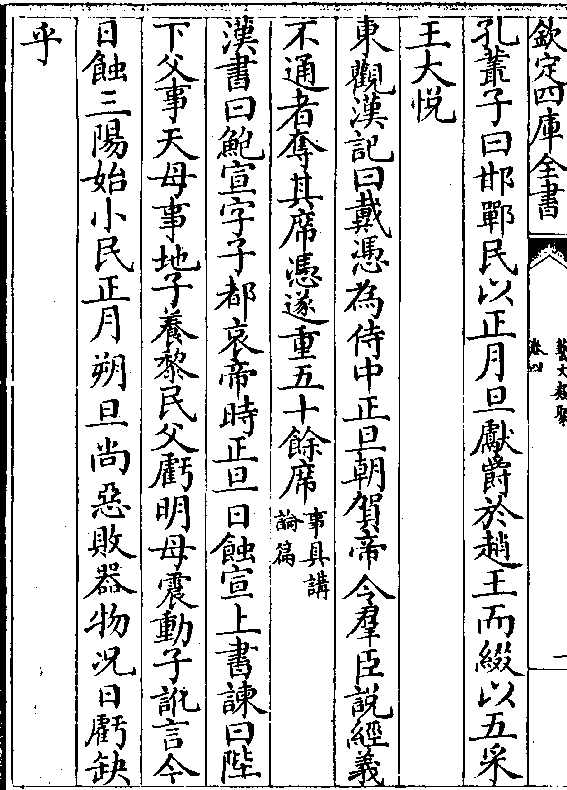 欽定四庫全書
藝文類聚
卷四
孔叢子曰邯鄲民以正月旦獻爵於趙王而綴以五采
王大悅
東觀漢記曰戴憑為侍中正旦朝賀帝令羣臣說經義
不通者奪其席憑遂重五十餘席事具講
論篇
漢書曰鮑宣字子都哀帝時正旦日蝕宣上書諫曰陛
下父事天母事地子養黎民父虧明母震動子訛言今
日蝕三陽始小民正月朔旦尚惡敗器物况日虧缺
乎